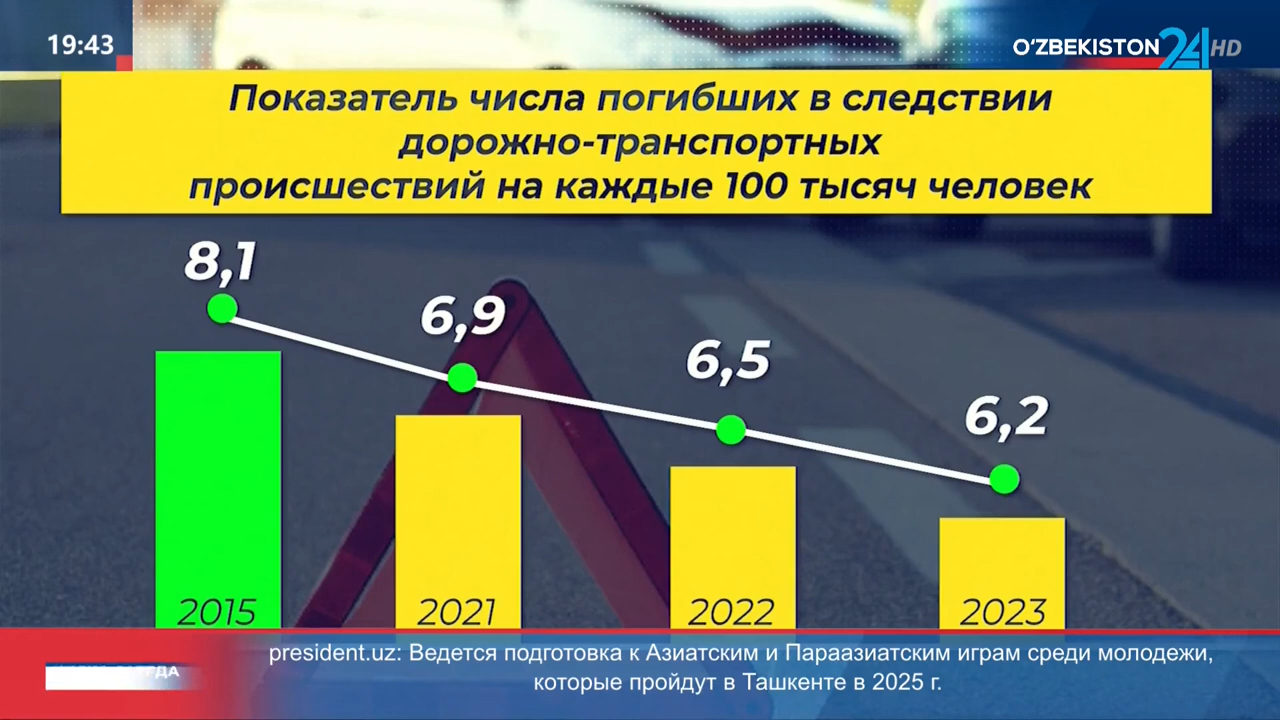 19:43
O‘ZBEKISTON 24 HD
Показатель числа погибших в следствии
дорожно-транспортных
происшествий на каждые 100 тысяч человек
8,1
6,9
6,5
6,2
2015
2021
2022
2023
president.uz: Ведется подготовка к Азиатским и Параазиатским играм среди молодежи,
которые пройдут в Ташкенте в 2025 г.